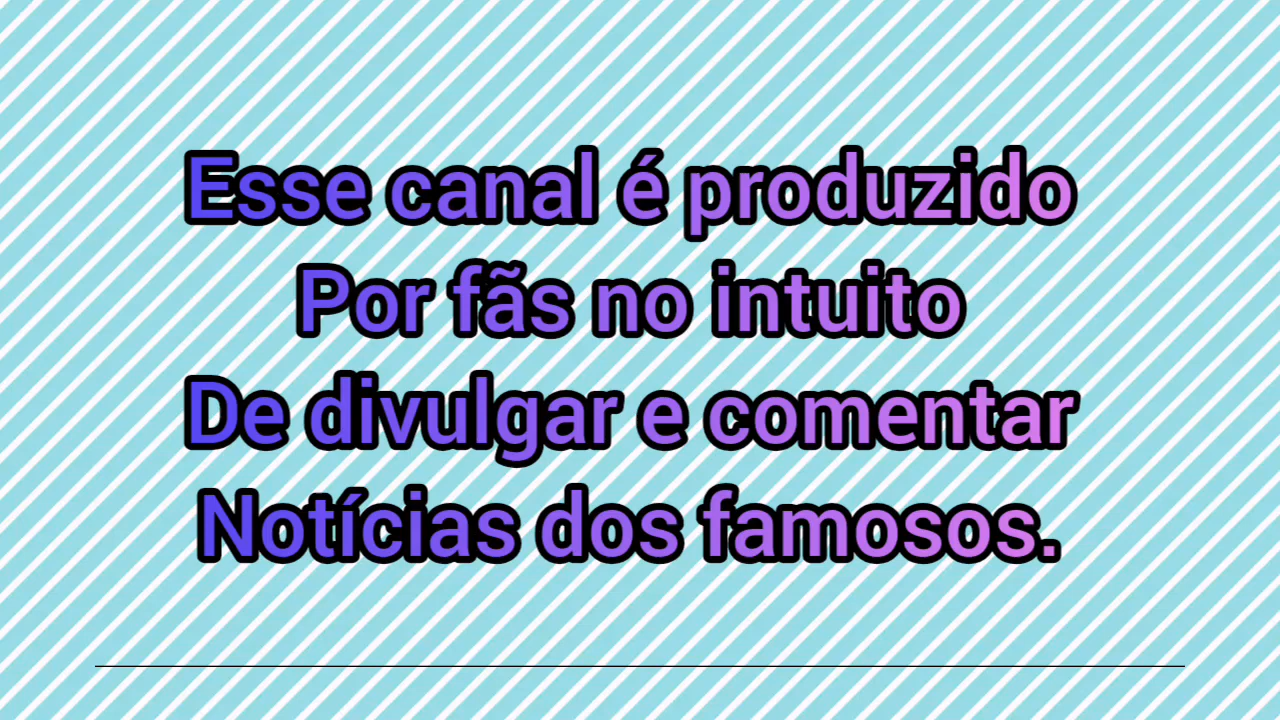 Esse canal é produzido
Por fãs no intuito
De divulgar e comentar
Notícias dos famosos.